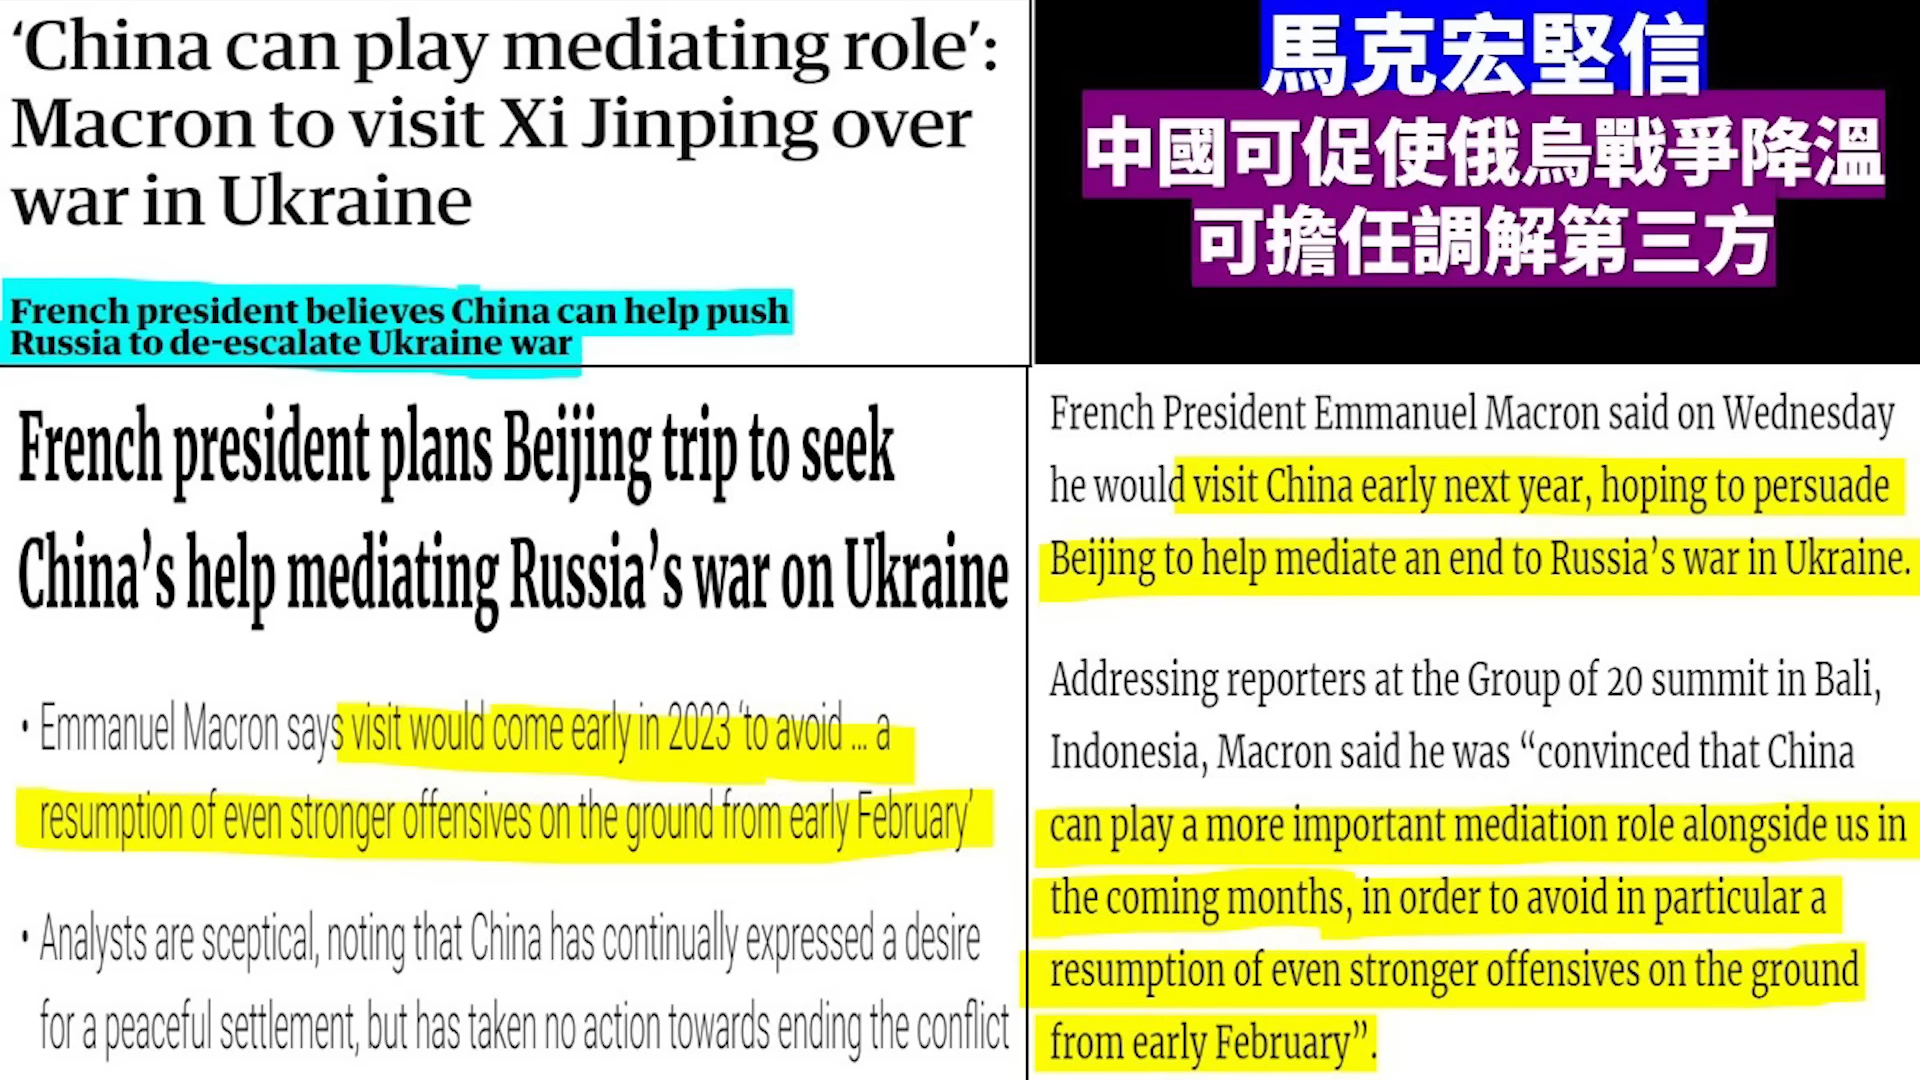 ‘China can play mediating role’:
Macron to visit Xi Jinping over
war in Ukraine
French president believes China can help push
Russia to de-escalate Ukraine war
馬克宏堅信
中國可促使俄烏戰爭降溫
可擔任調解第三方
French president plans Beijing trip to seek
China’s help mediating Russia’s war on Ukraine
• Emmanuel Macron says visit would come early in 2023 ‘to avoid ... a
resumption of even stronger offensives on the ground from early February’
• Analysts are sceptical, noting that China has continually expressed a desire
for a peaceful settlement, but has taken no action towards ending the conflict
French President Emmanuel Macron said on Wednesday
he would visit China early next year, hoping to persuade
Beijing to help mediate an end to Russia’s war in Ukraine.
Addressing reporters at the Group of 20 summit in Bali,
Indonesia, Macron said he was “convinced that China
can play a more important mediation role alongside us in
the coming months, in order to avoid in particular a
resumption of even stronger offensives on the ground
from early February”.